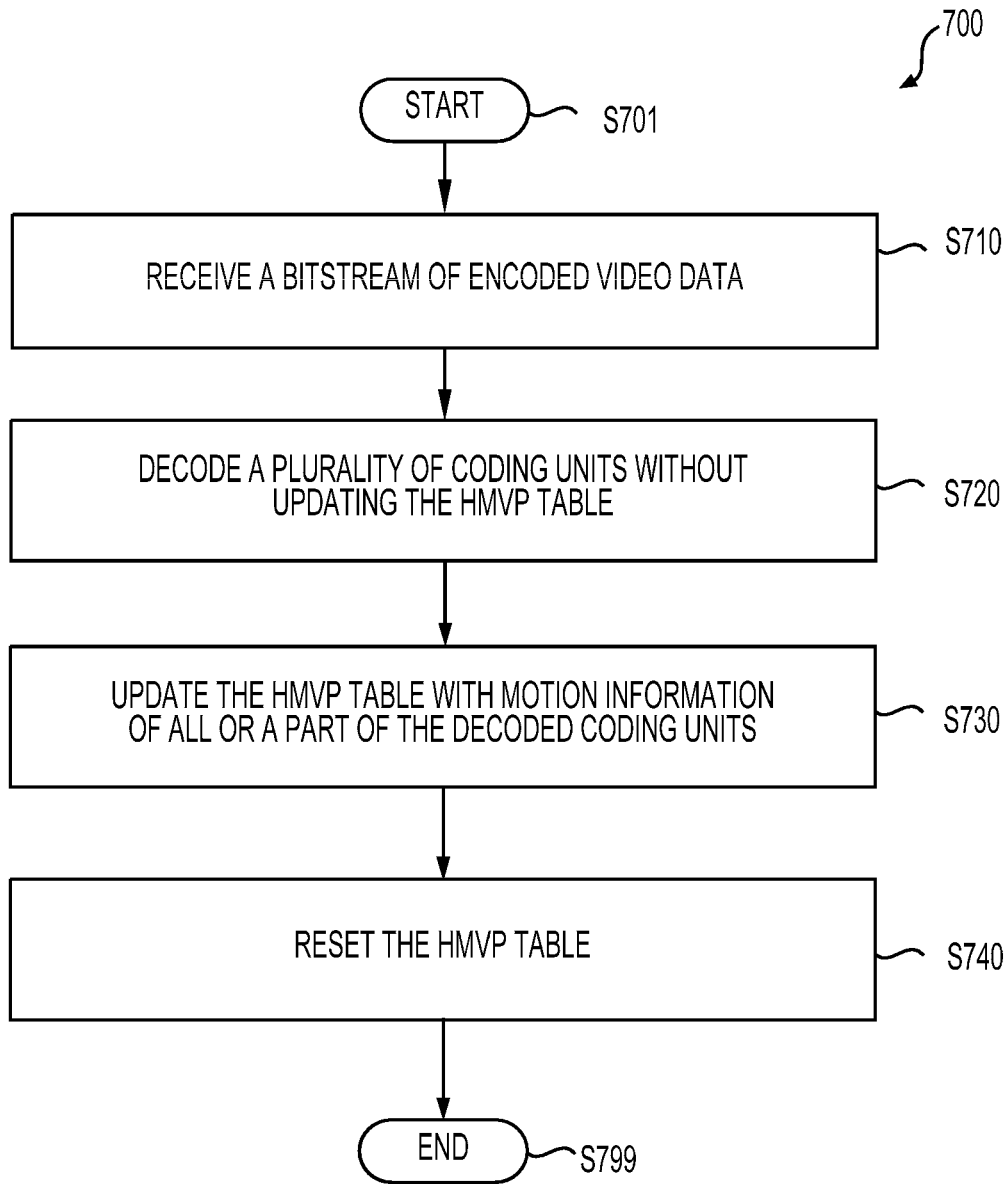 700
START
S701
RECEIVE A BITSTREAM OF ENCODED VIDEO DATA
S710
DECODE A PLURALITY OF CODING UNITS WITHOUT
UPDATING THE HMVP TABLE
S720
UPDATE THE HMVP TABLE WITH MOTION INFORMATION
OF ALL OR A PART OF THE DECODED CODING UNITS
S730
RESET THE HMVP TABLE
S740
END
S799